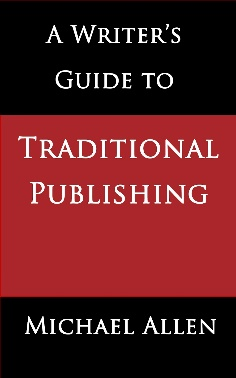 A Writer's
Guide to
Traditional
Publishing
Michael Allen